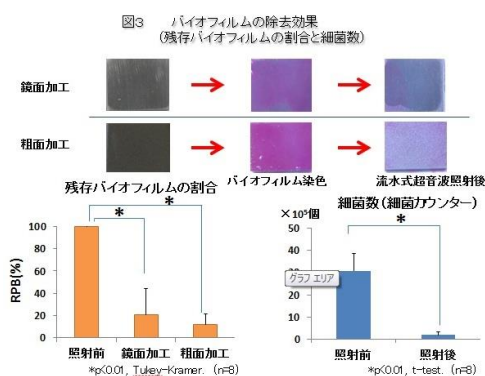 図3 バイオフィルムの除去効果
(残存バイオフィルムの割合と細菌数)
鏡面加工
粗面加工
バイオフィルム染色
流水式超音波照射後
残存バイオフィルムの割合
RPB(%)
100
80
60
40
20
0
*
*
照射前
鏡面加工
粗面加工
*p<0.01, Tukey-Kramer. (n=8)
細菌数(細菌カウンター)
×10⁵個
50
40
30
20
10
0
*
グラフ エリア
照射前
照射後
*p<0.01, t-test. (n=8)